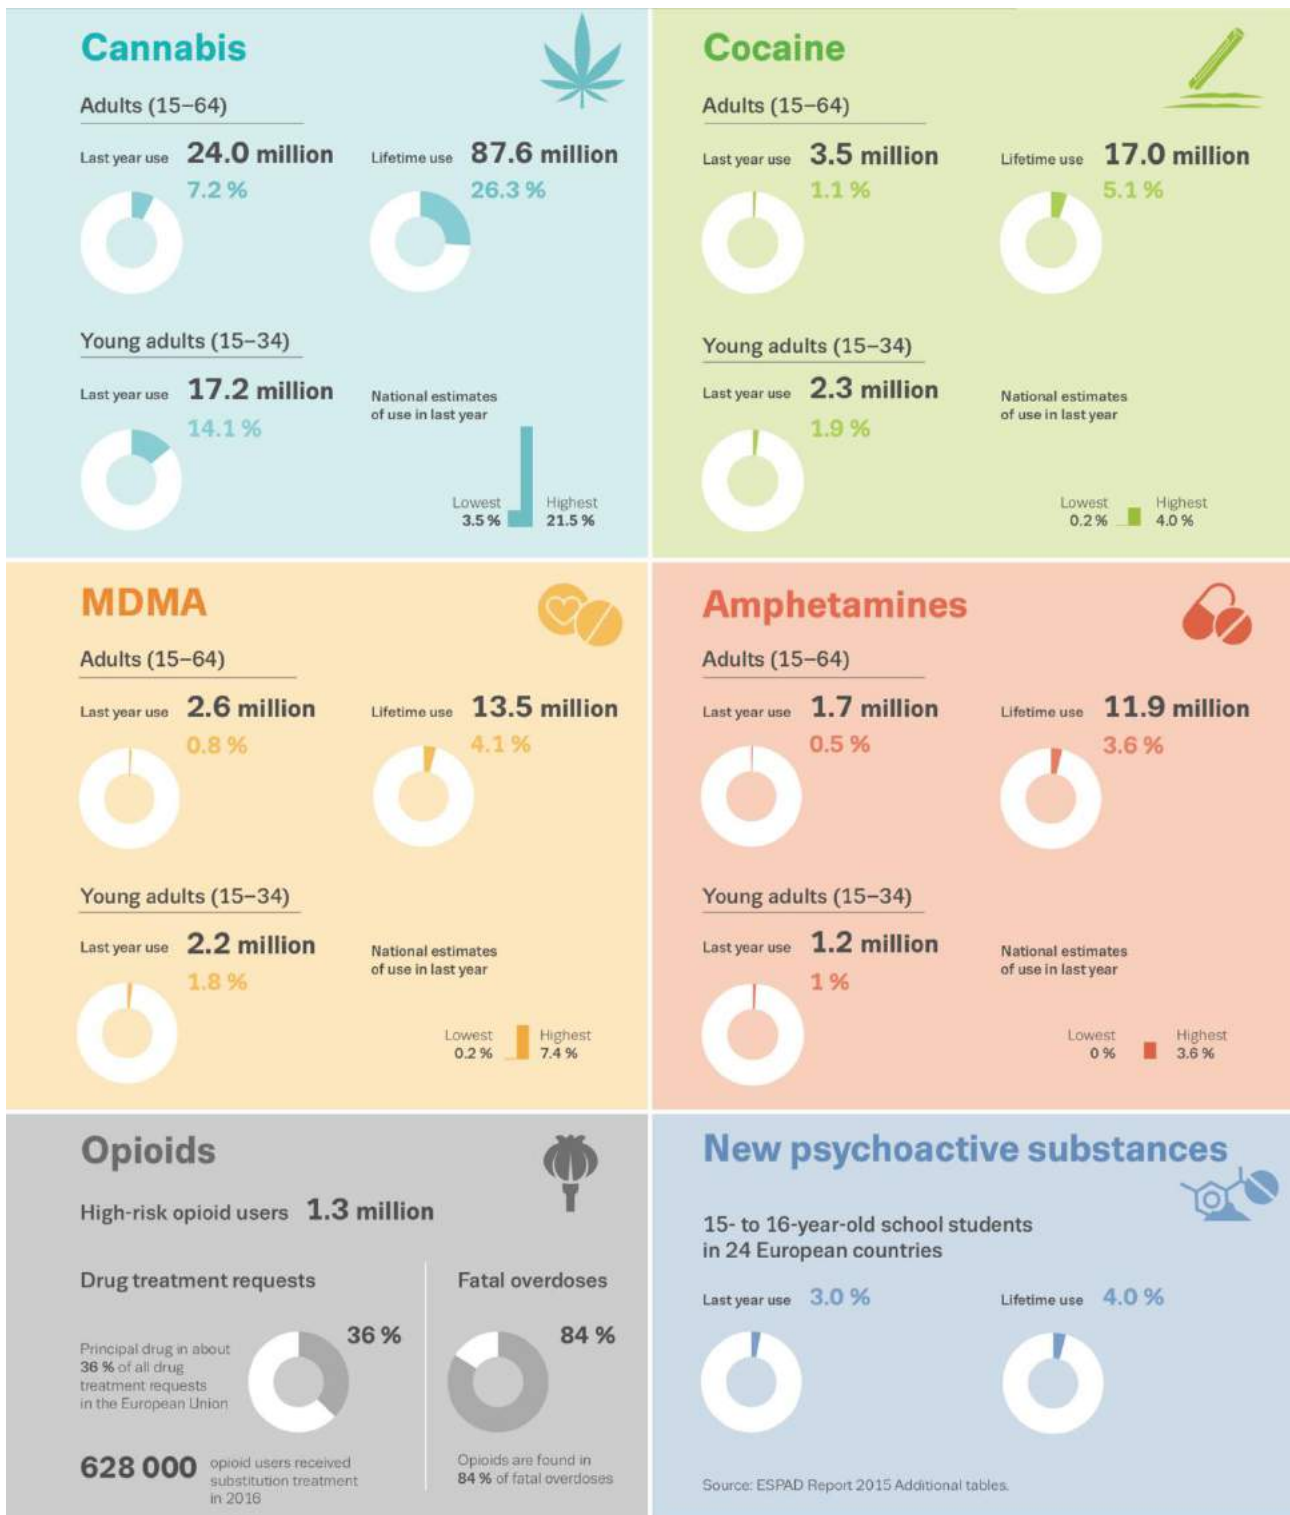 Cannabis
Adults (15–64)
Last year use 24.0 million
7.2 %
Lifetime use 87.6 million
26.3 %
Young adults (15–34)
Last year use 17.2 million
14.1 %
National estimates
of use in last year
Lowest
3.5 %
Highest
21.5 %
Cocaine
Adults (15–64)
Last year use 3.5 million
1.1 %
Lifetime use 17.0 million
5.1 %
Young adults (15–34)
Last year use 2.3 million
1.9 %
National estimates
of use in last year
Lowest
0.2 %
Highest
4.0 %
MDMA
Adults (15–64)
Last year use 2.6 million
0.8 %
Lifetime use 13.5 million
4.1 %
Young adults (15–34)
Last year use 2.2 million
1.8 %
National estimates
of use in last year
Lowest
0.2 %
Highest
7.4 %
Amphetamines
Adults (15–64)
Last year use 1.7 million
0.5 %
Lifetime use 11.9 million
3.6 %
Young adults (15–34)
Last year use 1.2 million
1 %
National estimates
of use in last year
Lowest
0 %
Highest
3.6 %
Opioids
High-risk opioid users 1.3 million
Drug treatment requests
36 %
Principal drug in about
36 % of all drug
treatment requests
in the European Union
628 000 opioid users received
substitution treatment
in 2016
Fatal overdoses
84 %
Opioids are found in
84 % of fatal overdoses
New psychoactive substances
15- to 16-year-old school students
in 24 European countries
Last year use 3.0 %
Lifetime use 4.0 %
Source: ESPAD Report 2015 Additional tables.